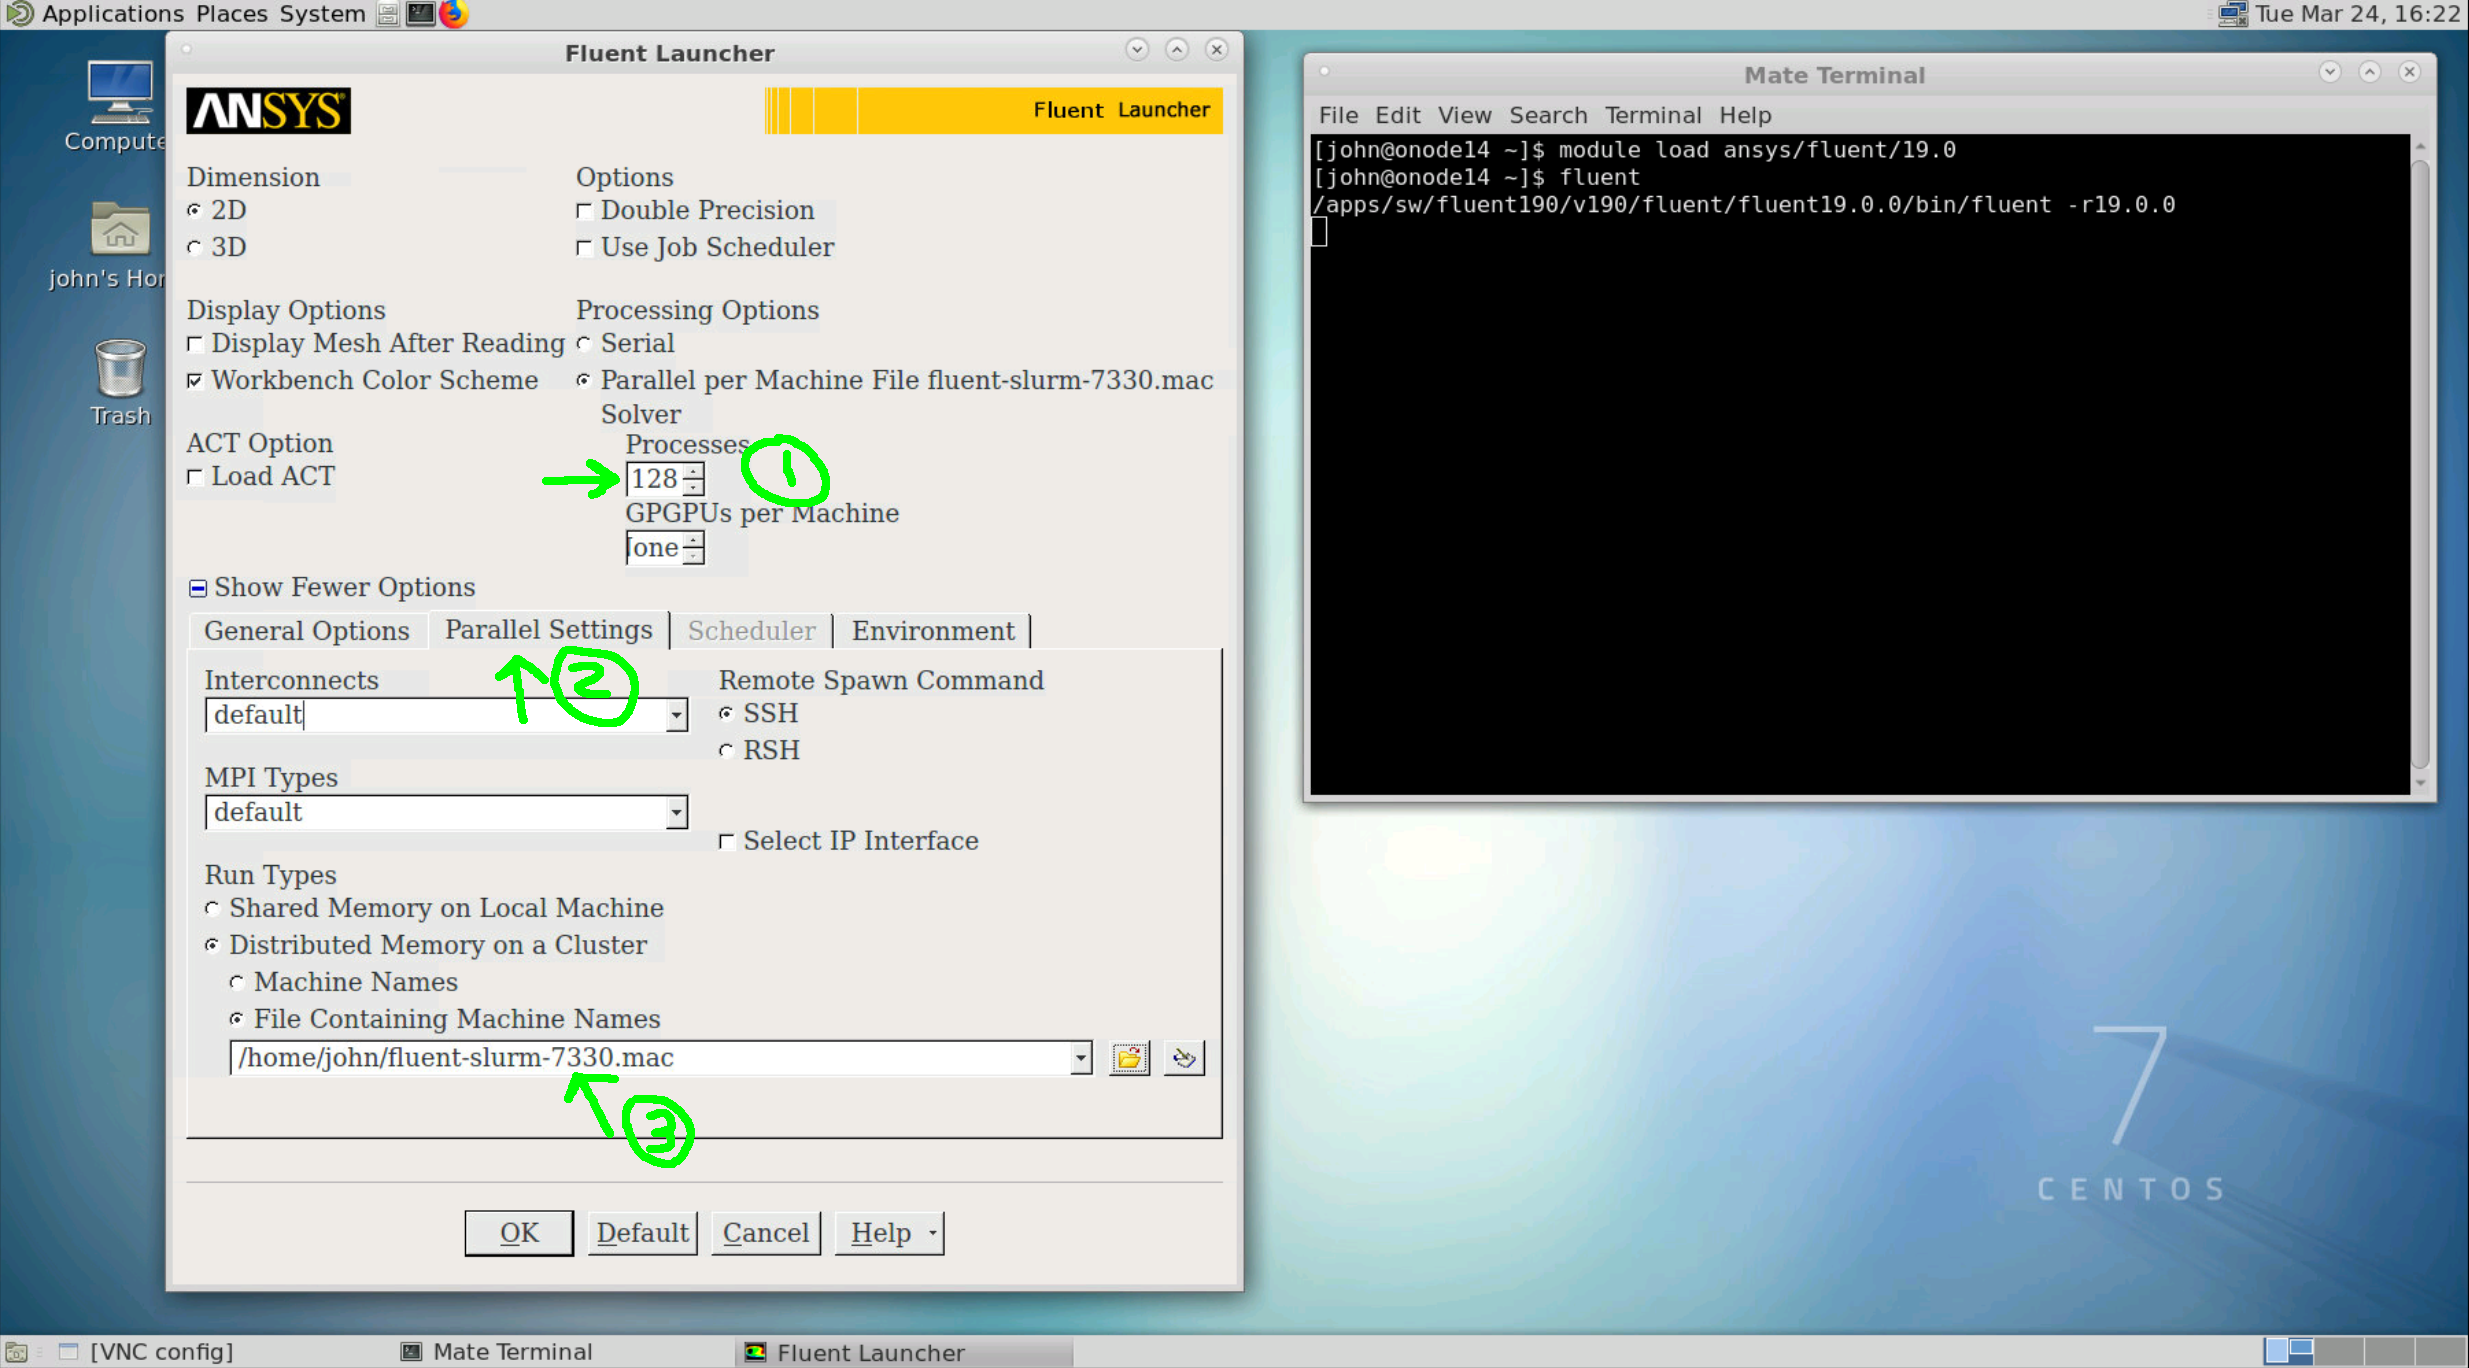 Applications Places System
Tue Mar 24, 16:22
Compute
john's Hor
Trash
Fluent Launcher
ANSYS
Fluent Launcher
Dimension
2D
3D
Options
Double Precision
Use Job Scheduler
Display Options
Display Mesh After Reading
Workbench Color Scheme
Processing Options
Serial
Parallel per Machine File fluent-slurm-7330.mac
Solver
Processes
128
1
GPGPUs per Machine
one
ACT Option
Load ACT
Show Fewer Options
General Options
Parallel Settings
Scheduler
Environment
2
Interconnects
default
MPI Types
default
Remote Spawn Command
SSH
RSH
Select IP Interface
Run Types
Shared Memory on Local Machine
Distributed Memory on a Cluster
Machine Names
File Containing Machine Names
/home/john/fluent-slurm-7330.mac
3
OK
Default
Cancel
Help
Mate Terminal
File Edit View Search Terminal Help
[john@onode14 ~]$ module load ansys/fluent/19.0
[john@onode14 ~]$ fluent
/apps/sw/fluent190/v190/fluent/fluent19.0.0/bin/fluent -r19.0.0
7
CENTOS
[VNC config]
Mate Terminal
Fluent Launcher